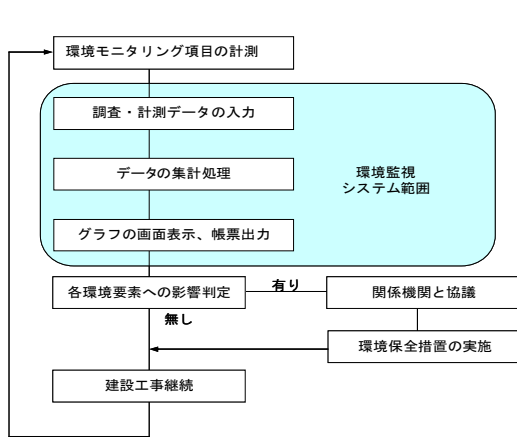 環境モニタリング項目の計測
調査・計測データの入力
データの集計処理
環境監視
システム範囲
グラフの画面表示、帳票出力
各環境要素への影響判定
有り
関係機関と協議
無し
環境保全措置の実施
建設工事継続